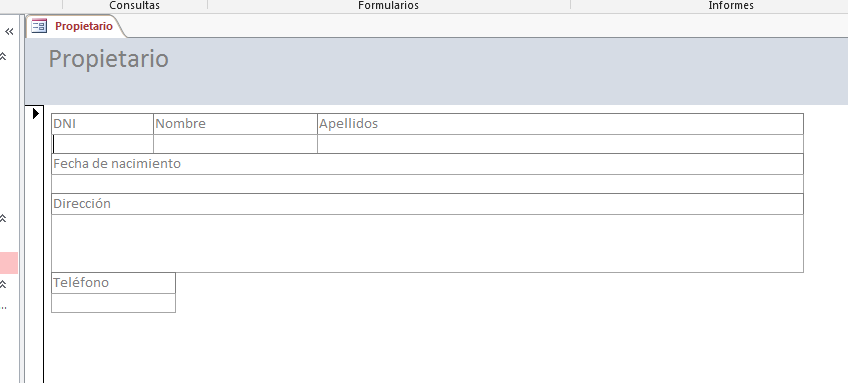 Consultas Formularios Informes
Propietario
Propietario
DNI Nombre Apellidos
Fecha de nacimiento
Dirección
Teléfono
...